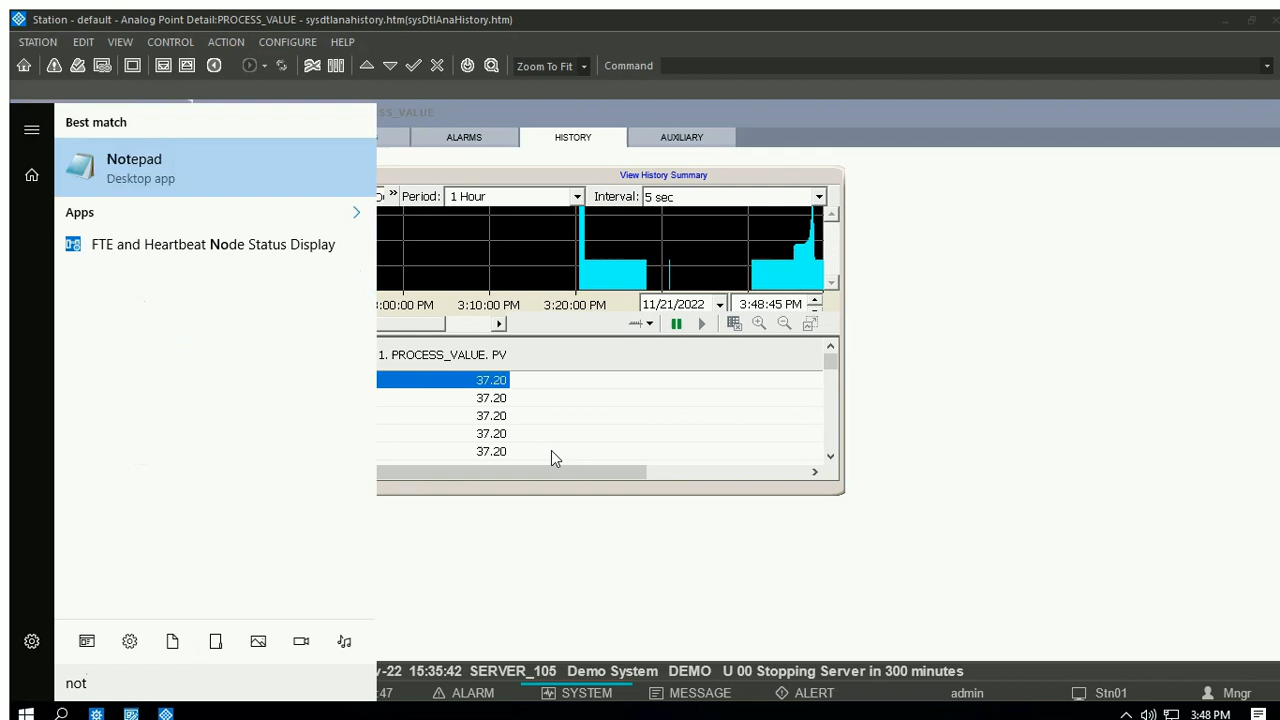 Station - default - Analog Point Detail:PROCESS_VALUE - sysdtlanahistory.htm(sysDtlAnaHistory.htm)
STATION EDIT VIEW CONTROL ACTION CONFIGURE HELP
Zoom To Fit Command
SS_VALUE
ALARMS HISTORY AUXILIARY
Best match
Notepad
Desktop app
Apps
FTE and Heartbeat Node Status Display
not
View History Summary
» Period: 1 Hour Interval: 5 sec
:00:00 PM 3:10:00 PM 3:20:00 PM 11/21/2022 3:48:45 PM
1. PROCESS_VALUE. PV
37.20
37.20
37.20
37.20
37.20
v-22 15:35:42 SERVER_105 Demo System DEMO U 00 Stopping Server in 300 minutes
:47 ALARM SYSTEM MESSAGE ALERT admin Stn01 Mngr
3:48 PM